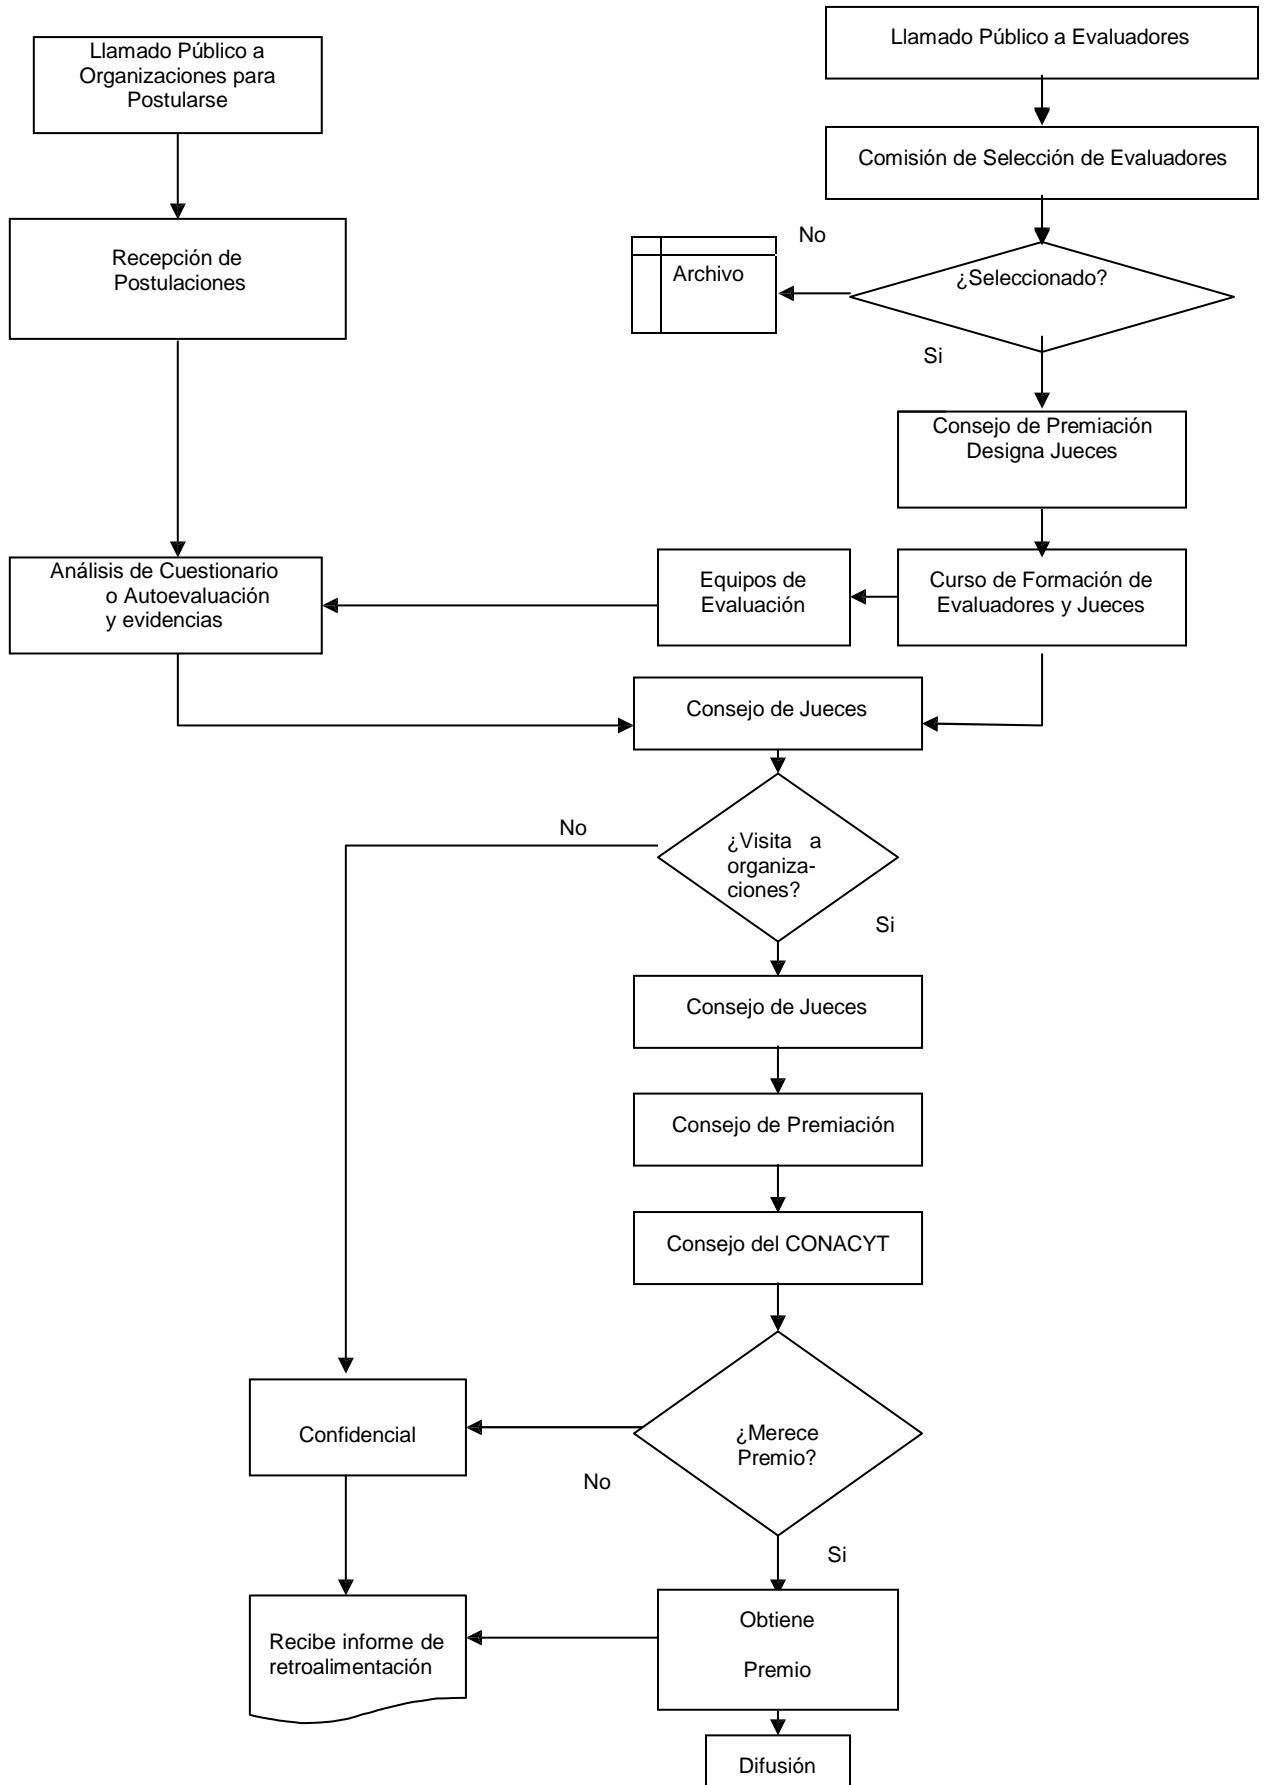 Llamado Público a
Organizaciones para
Postularse
Llamado Público a Evaluadores
Comisión de Selección de Evaluadores
Recepción de
Postulaciones
No
Archivo
¿Seleccionado?
Si
Consejo de Premiación
Designa Jueces
Análisis de Cuestionario
o Autoevaluación
y evidencias
Equipos de
Evaluación
Curso de Formación de
Evaluadores y Jueces
Consejo de Jueces
No
¿Visita a
organiza-
ciones?
Si
Consejo de Jueces
Consejo de Premiación
Consejo del CONACYT
Confidencial
¿Merece
Premio?
No
Si
Recibe informe de
retroalimentación
Obtiene
Premio
Difusión